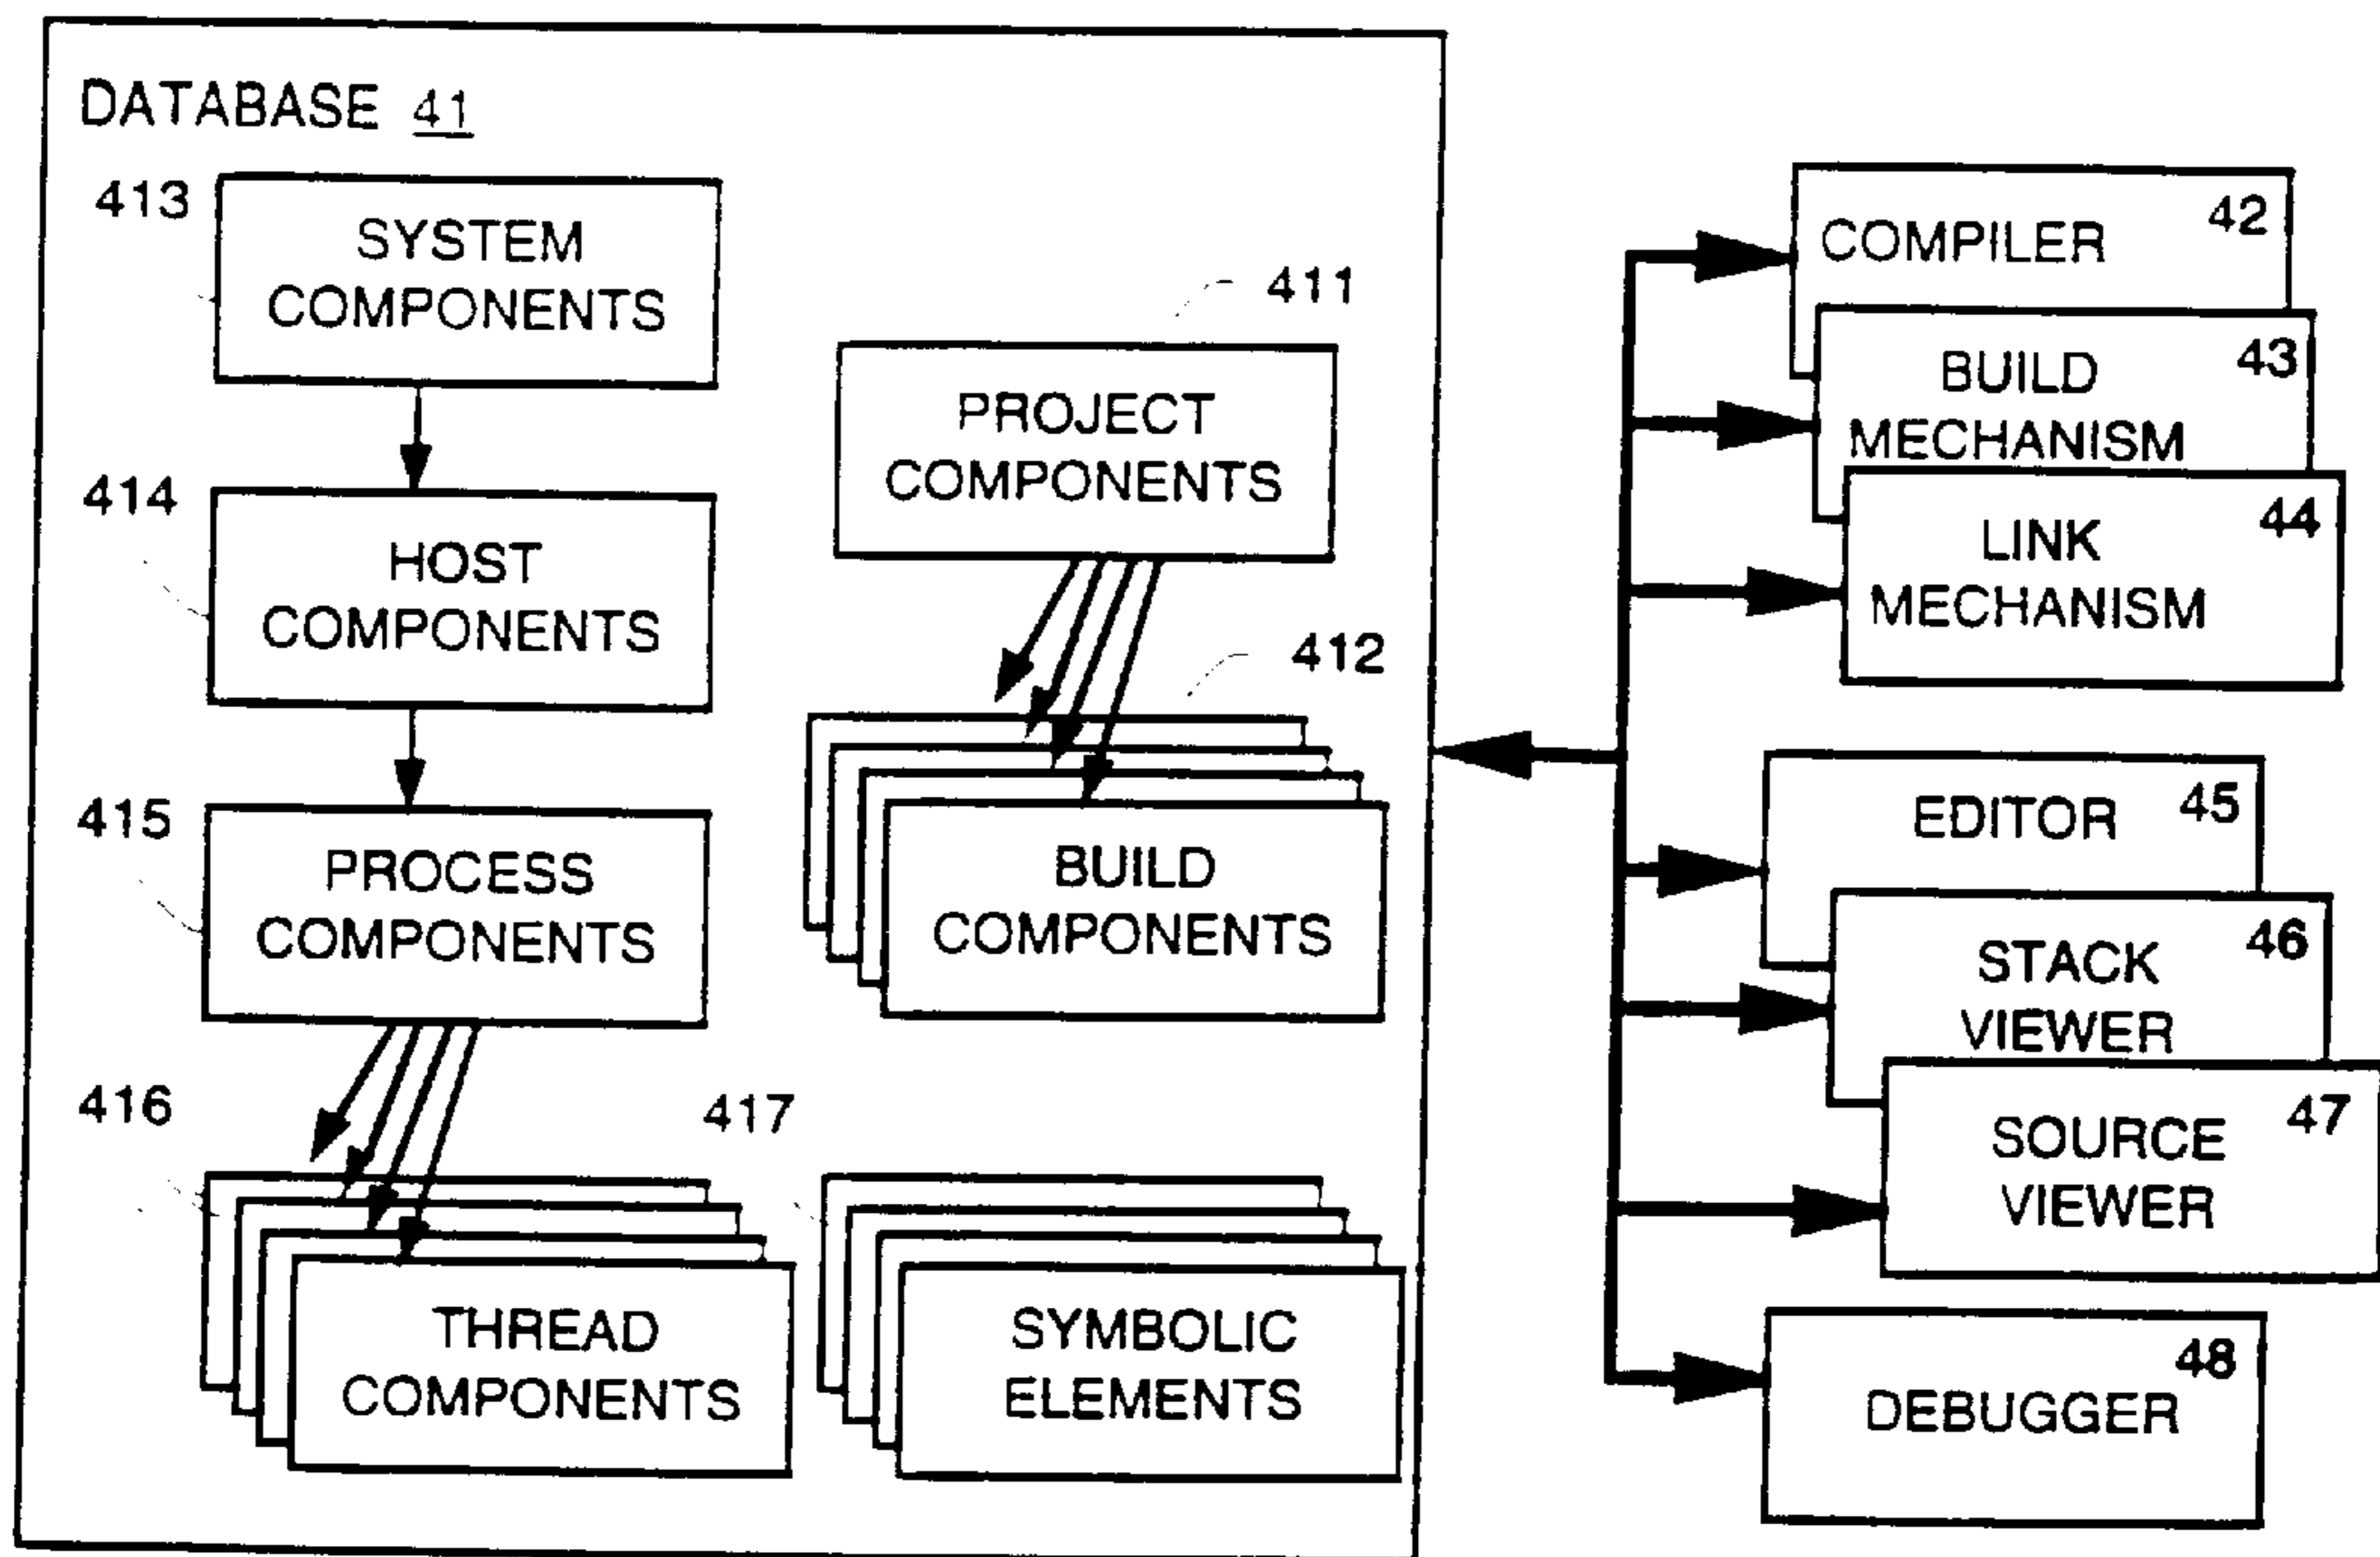 DATABASE 41
413
SYSTEM
COMPONENTS
414
HOST
COMPONENTS
415
PROCESS
COMPONENTS
416
THREAD
COMPONENTS
411
PROJECT
COMPONENTS
412
BUILD
COMPONENTS
417
SYMBOLIC
ELEMENTS
COMPILER 42
BUILD 43
MECHANISM
LINK 44
MECHANISM
EDITOR 45
STACK 46
VIEWER
SOURCE 47
VIEWER
DEBUGGER 48